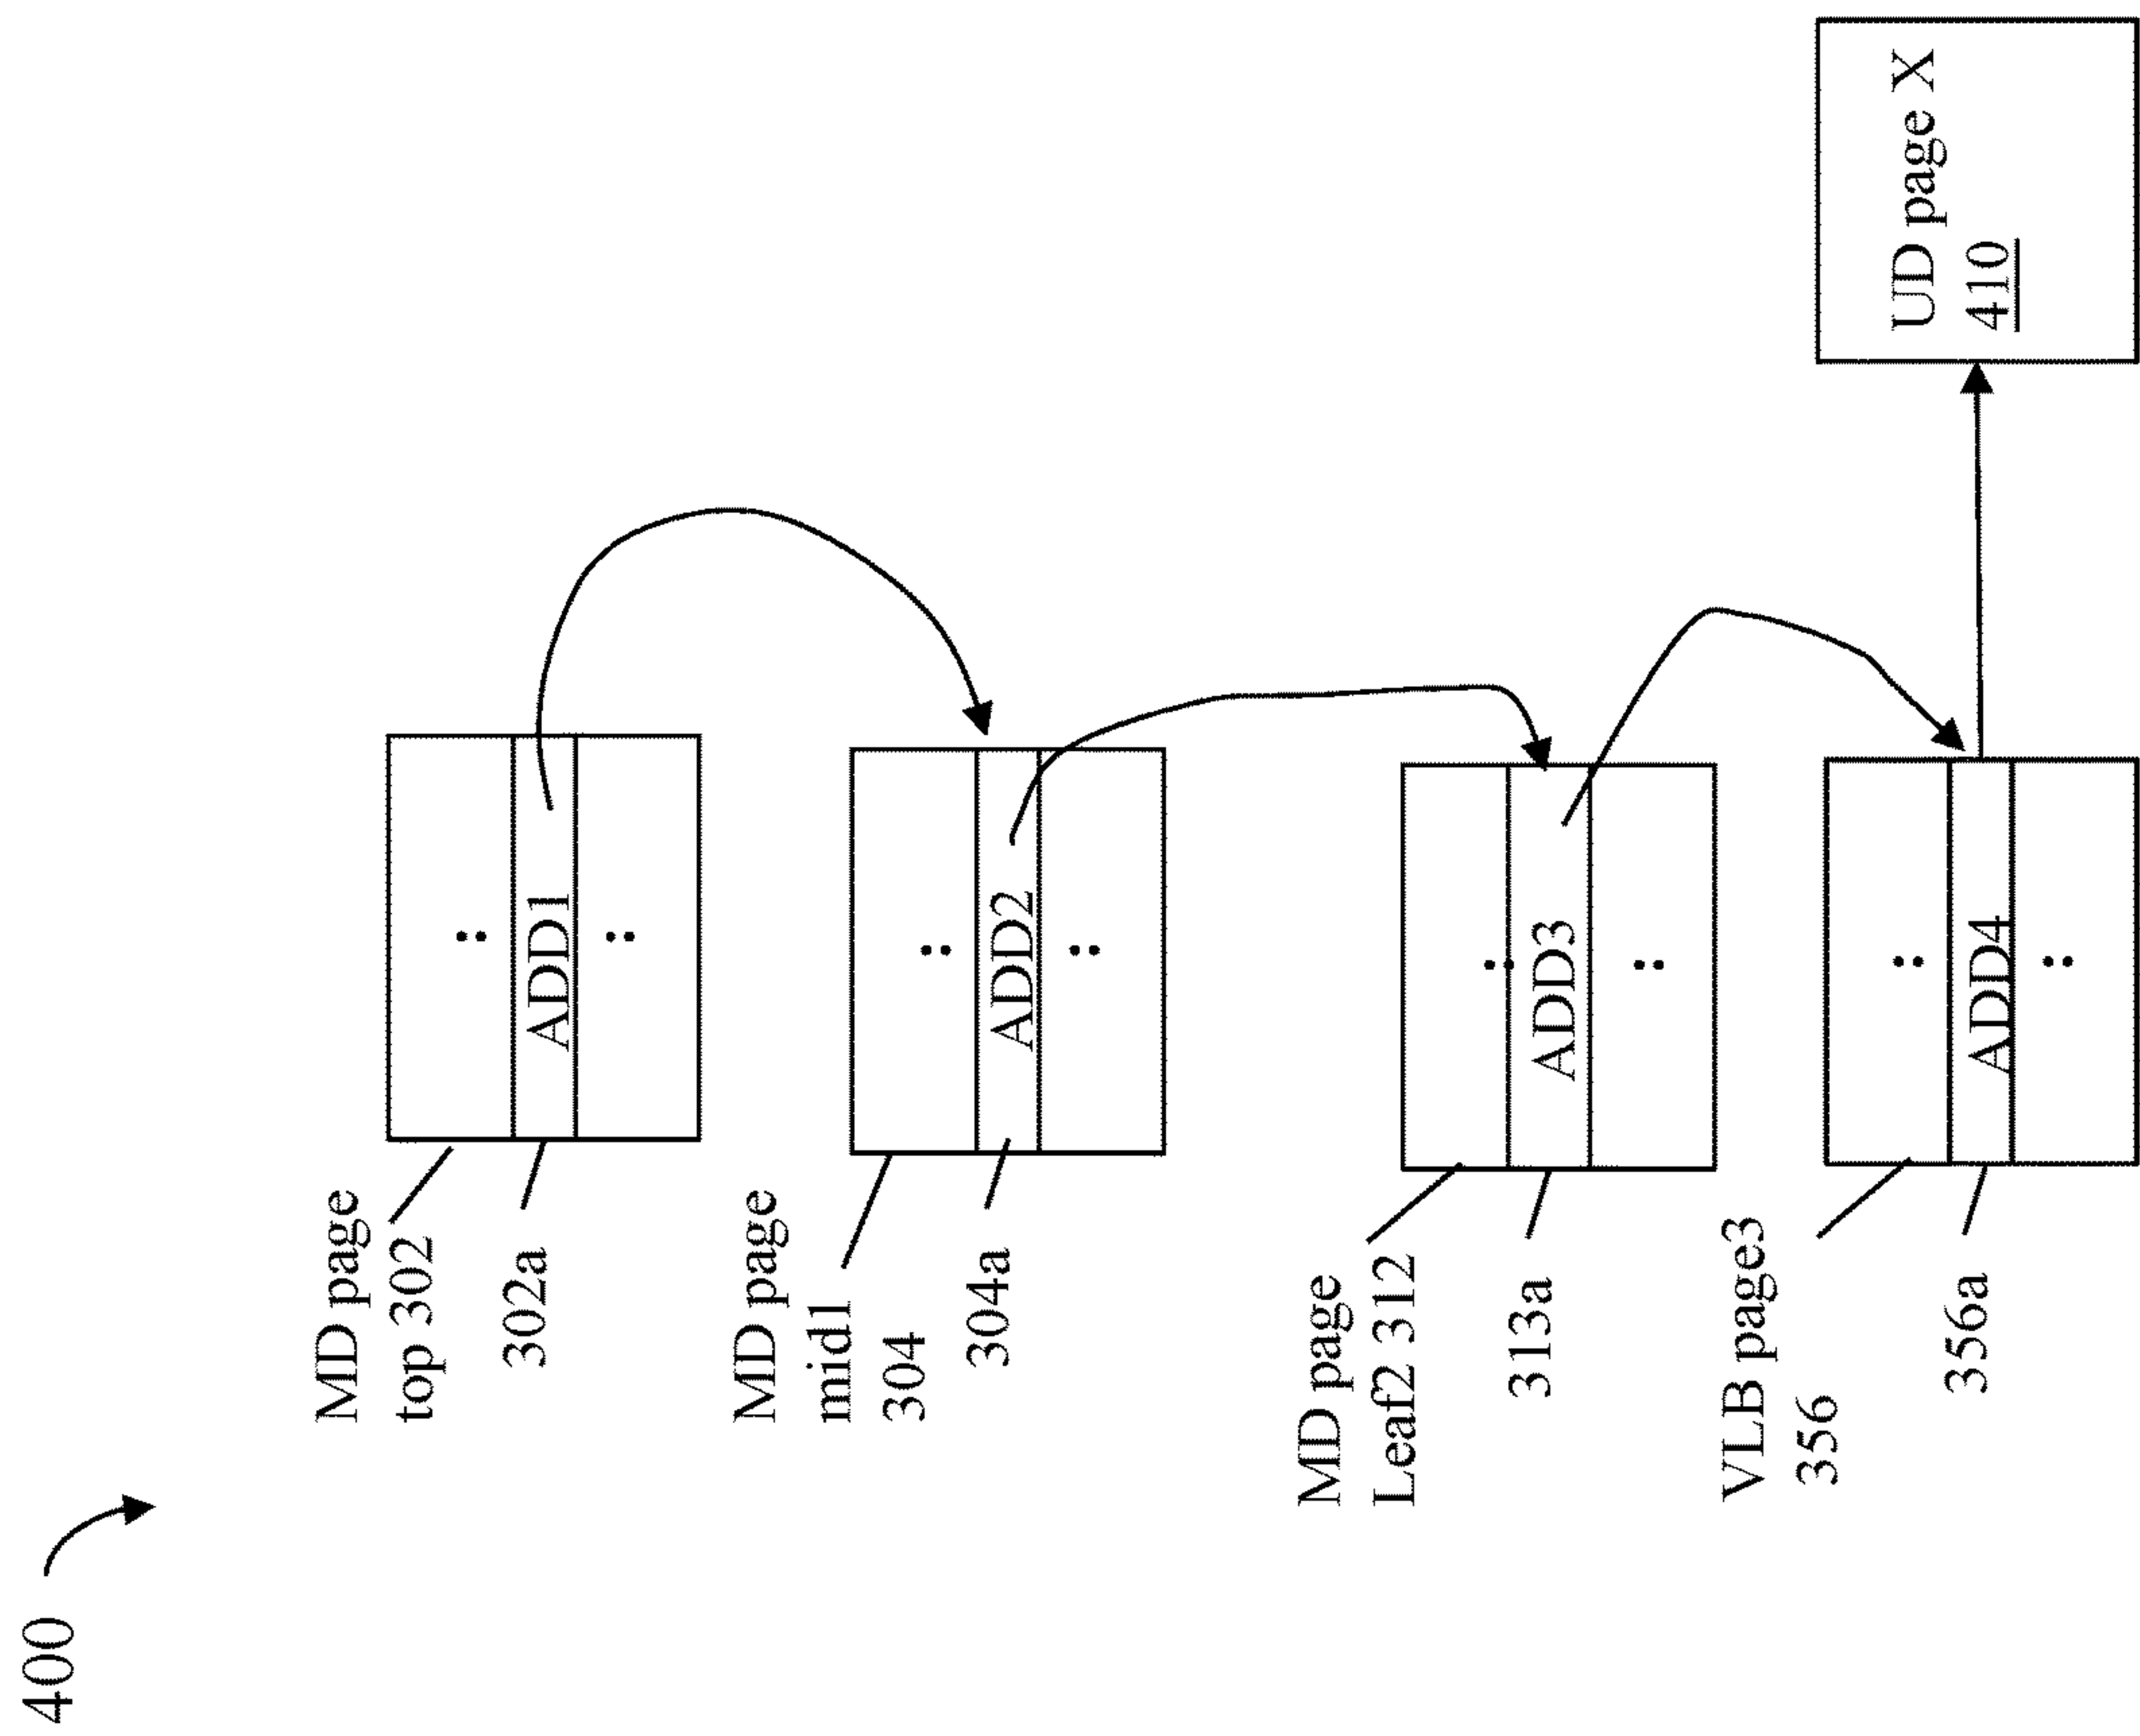 400
MD page
top 302
302a
:
ADD1
:
MD page
mid1
304
304a
:
ADD2
:
MD page
Leaf2 312
313a
:
ADD3
:
VLB page3
356
356a
:
ADD4
:
UD page X
410